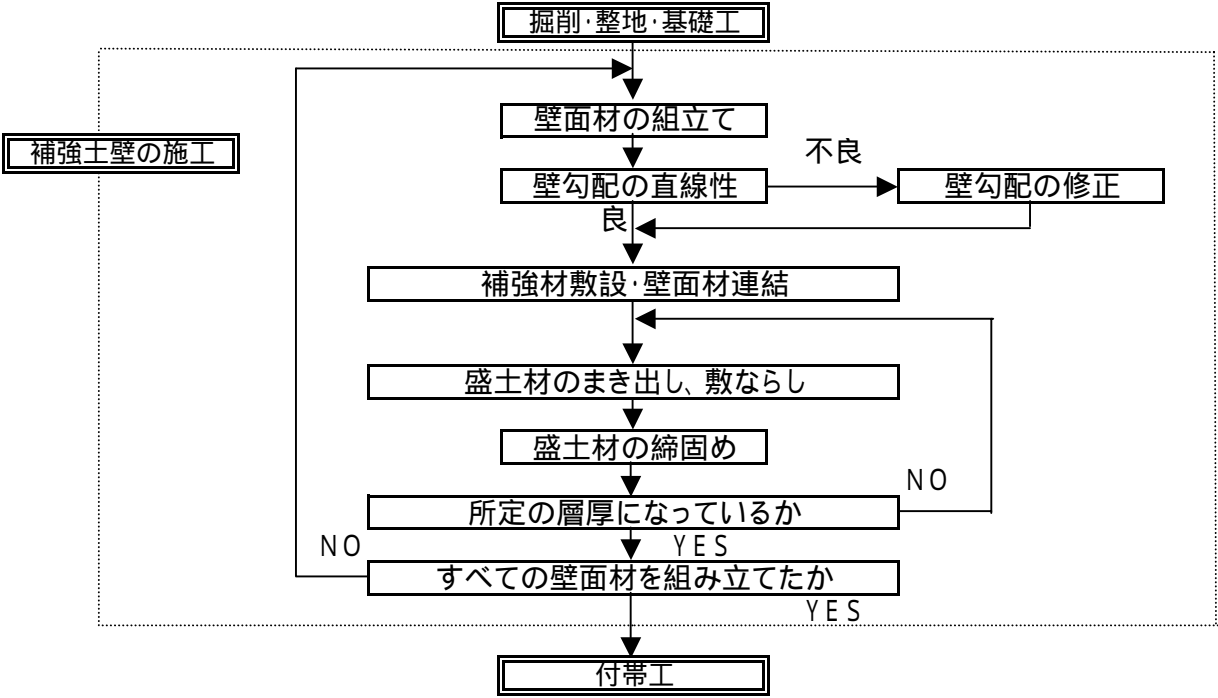 掘削･整地･基礎工
壁面材の組立て
補強土壁の施工
不良
壁勾配の直線性
壁勾配の修正
良
補強材敷設･壁面材連結
盛土材のまき出し、敷ならし
盛土材の締固め
NO
所定の層厚になっているか
NO
YES
すべての壁面材を組み立てたか
YES
付帯工